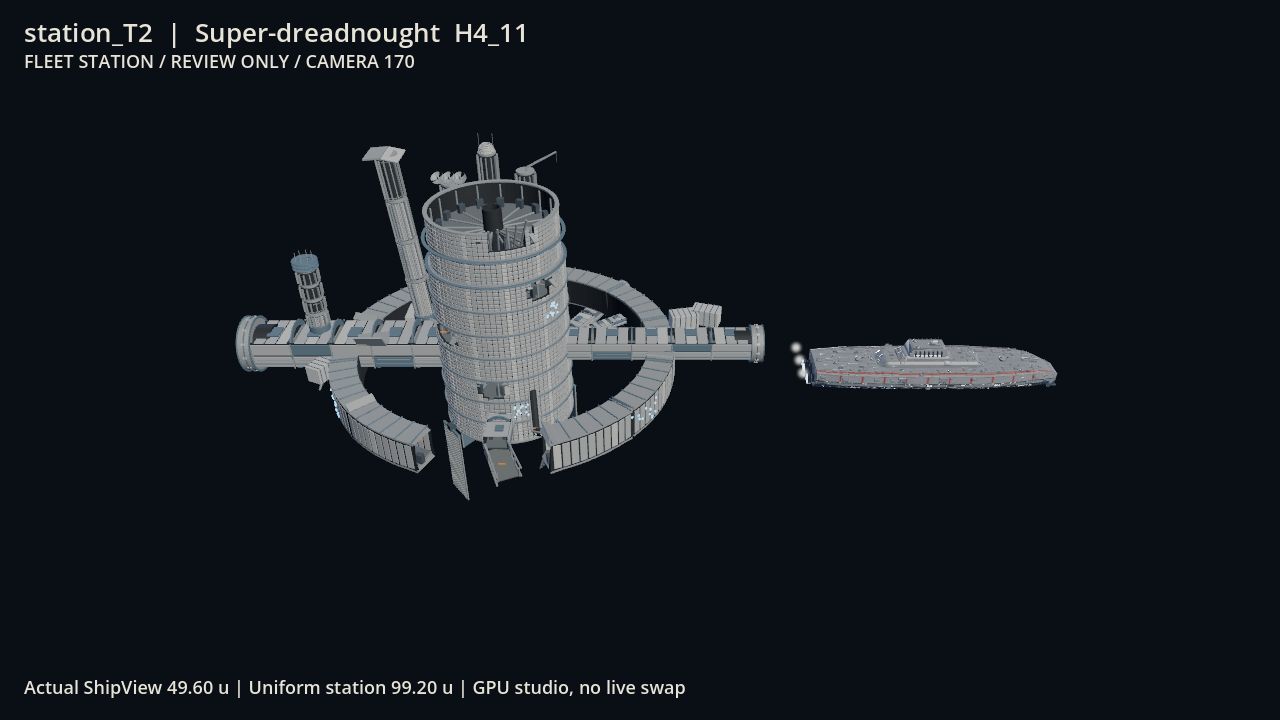 station_T2 | Super-dreadnought H4_11
FLEET STATION / REVIEW ONLY / CAMERA 170
Actual ShipView 49.60 u | Uniform station 99.20 u | GPU studio, no live swap